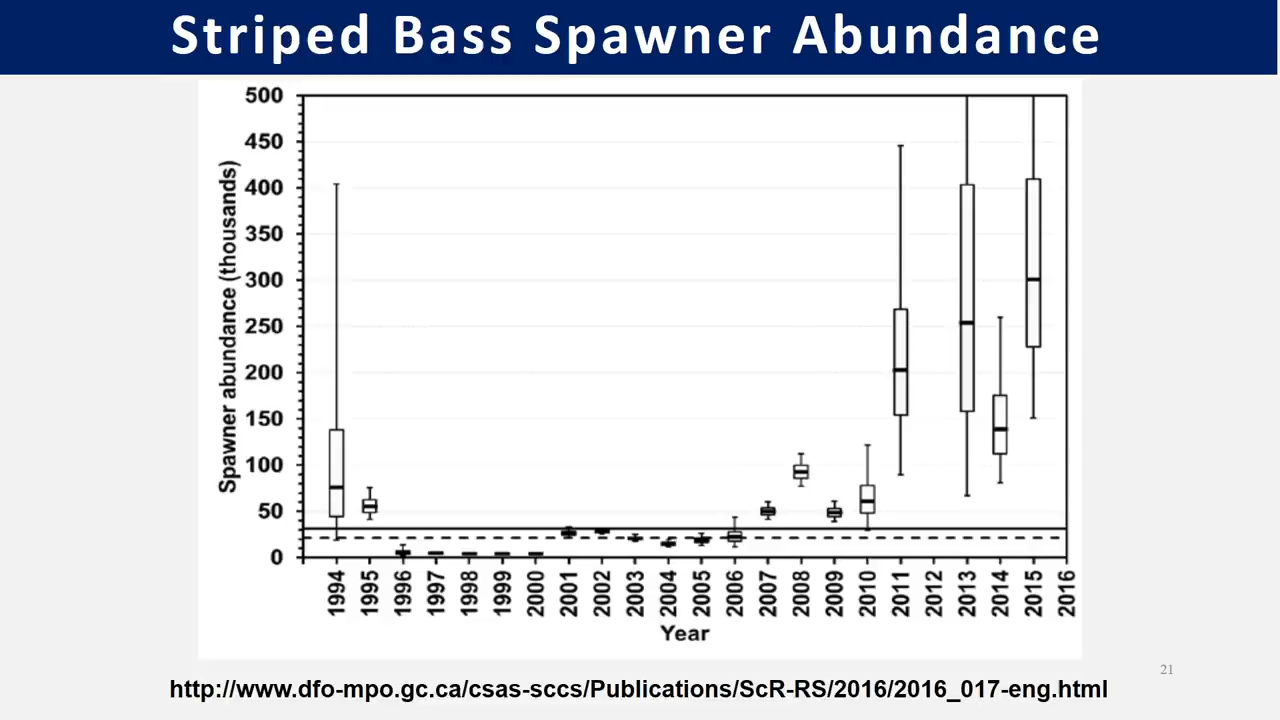 Striped Bass Spawner Abundance
500
450
400
350
300
250
200
150
100
50
0
Spawner abundance (thousands)
1994 1995 1996 1997 1998 1999 2000 2001 2002 2003 2004 2005 2006 2007 2008 2009 2010 2011 2012 2013 2014 2015 2016
Year
21
http://www.dfo-mpo.gc.ca/csas-sccs/Publications/ScR-RS/2016/2016_017-eng.html